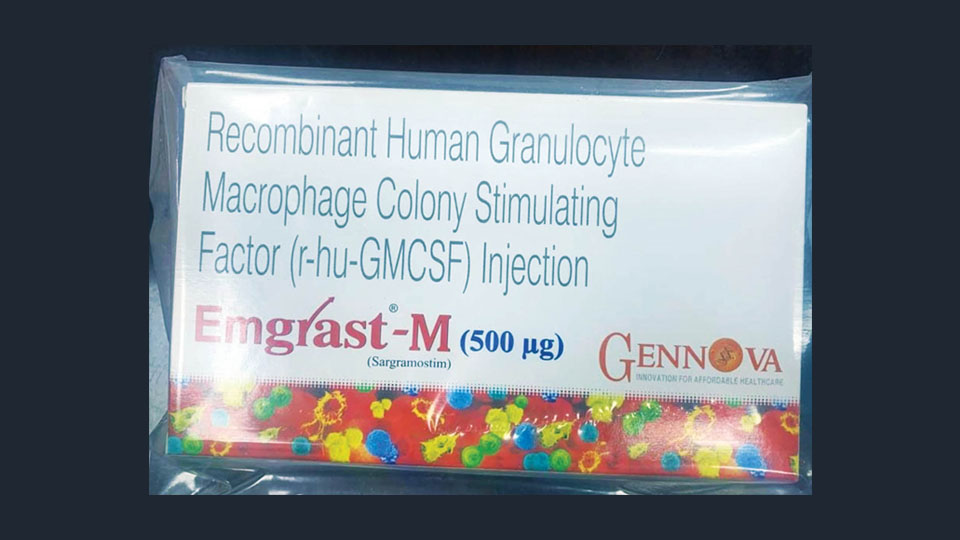 Recombinant Human Granulocyte
Macrophage Colony Stimulating
Factor (r-hu-GMCSF) Injection
Emgrast®-M (500 µg)
(Sargramostim)
GENNOVA
INNOVATION FOR AFFORDABLE HEALTHCARE